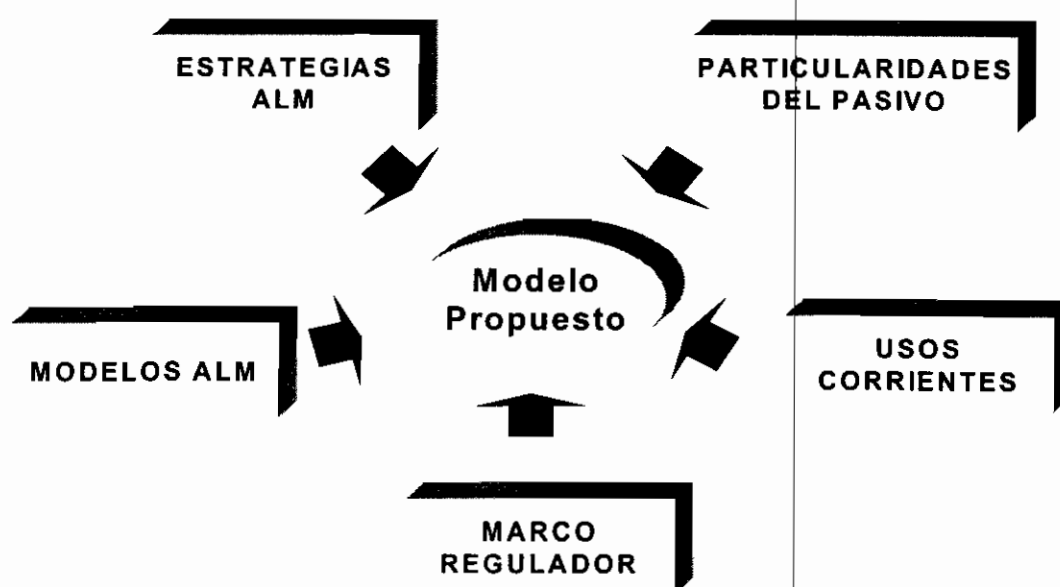 ESTRATEGIAS
ALM
PARTICULARIDADES
DEL PASIVO
Modelo
Propuesto
MODELOS ALM
USOS
CORRIENTES
MARCO
REGULADOR